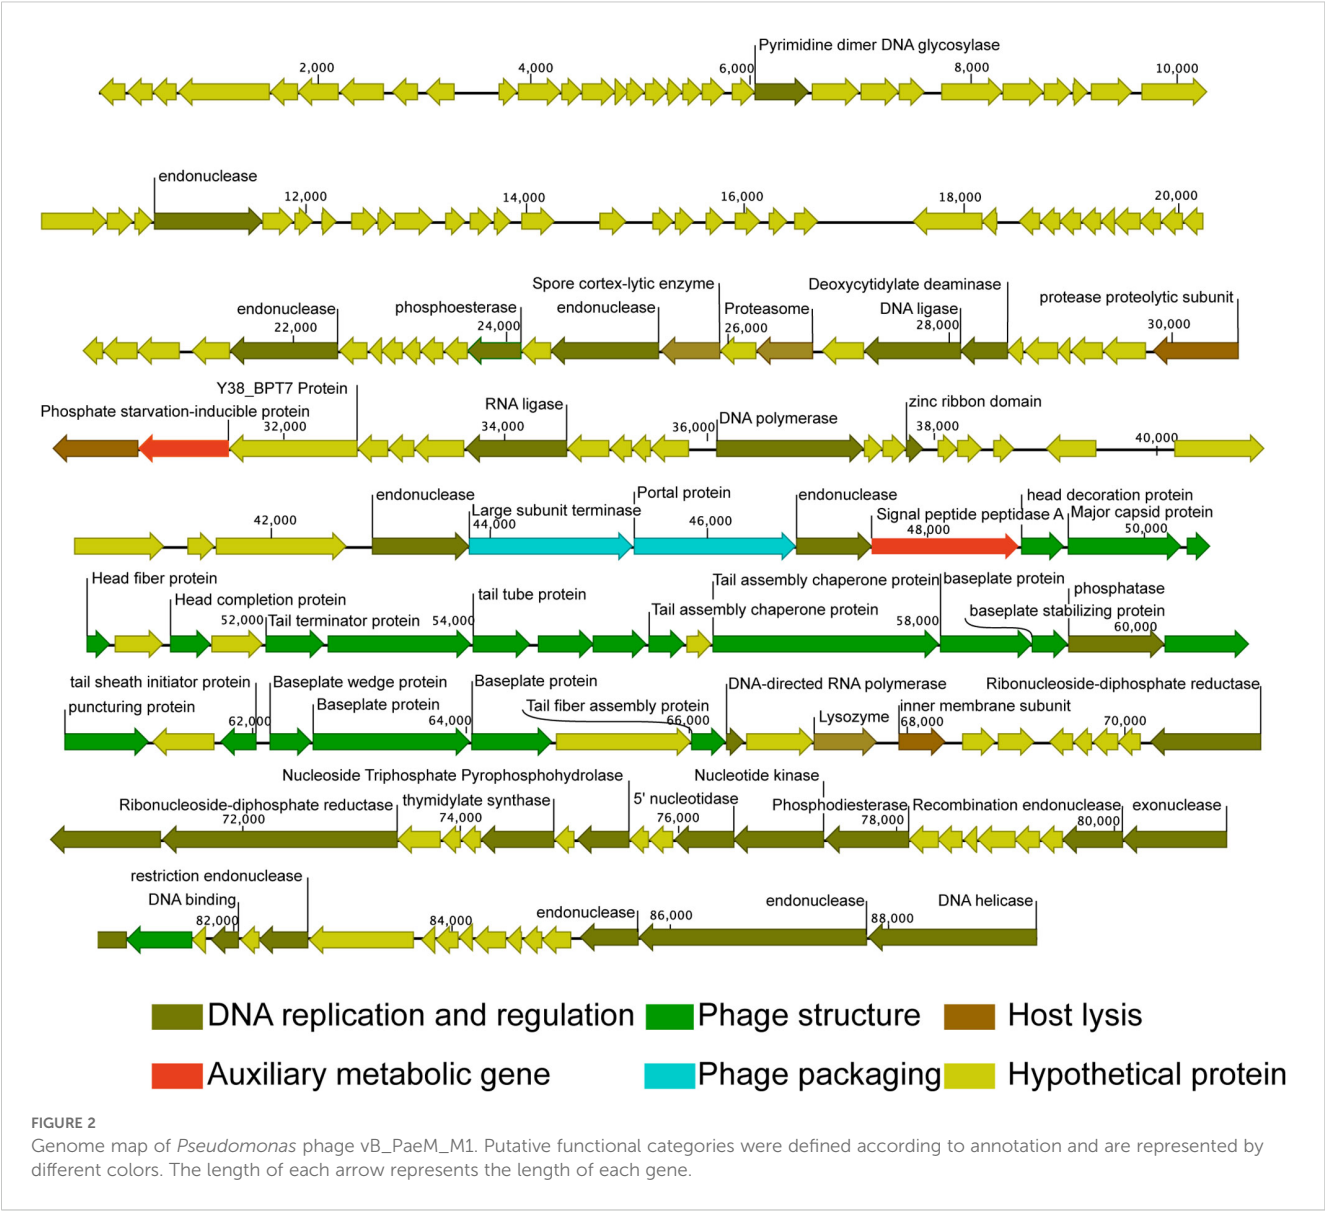 Pyrimidine dimer DNA glycosylase
2,000 4,000 6,000 8,000 10,000
endonuclease
12,000 14,000 16,000 18,000 20,000
Spore cortex-lytic enzyme Deoxycytidylate deaminase protease proteolytic subunit
endonuclease phosphoesterase endonuclease Proteasome DNA ligase
22,000 24,000 26,000 28,000 30,000
Y38_BPT7 Protein
Phosphate starvation-inducible protein RNA ligase DNA polymerase zinc ribbon domain
32,000 34,000 36,000 38,000 40,000
endonuclease Portal protein endonuclease head decoration protein
Large subunit terminase Signal peptide peptidase A Major capsid protein
42,000 44,000 46,000 48,000 50,000
Head fiber protein tail tube protein Tail assembly chaperone protein baseplate protein phosphatase
Head completion protein Tail assembly chaperone protein baseplate stabilizing protein
52,000 Tail terminator protein 54,000 58,000 60,000
tail sheath initiator protein Baseplate wedge protein Baseplate protein DNA-directed RNA polymerase Ribonucleoside-diphosphate reductase
puncturing protein Baseplate protein Tail fiber assembly protein Lysozyme inner membrane subunit
62,000 64,000 66,000 68,000 70,000
Nucleoside Triphosphate Pyrophosphohydrolase Nucleotide kinase
Ribonucleoside-diphosphate reductase thymidylate synthase 5' nucleotidase Phosphodiesterase Recombination endonuclease exonuclease
72,000 74,000 76,000 78,000 80,000
restriction endonuclease
DNA binding endonuclease endonuclease DNA helicase
82,000 84,000 86,000 88,000
DNA replication and regulation Phage structure Host lysis
Auxiliary metabolic gene Phage packaging Hypothetical protein
FIGURE 2
Genome map of Pseudomonas phage vB_PaeM_M1. Putative functional categories were defined according to annotation and are represented by
different colors. The length of each arrow represents the length of each gene.